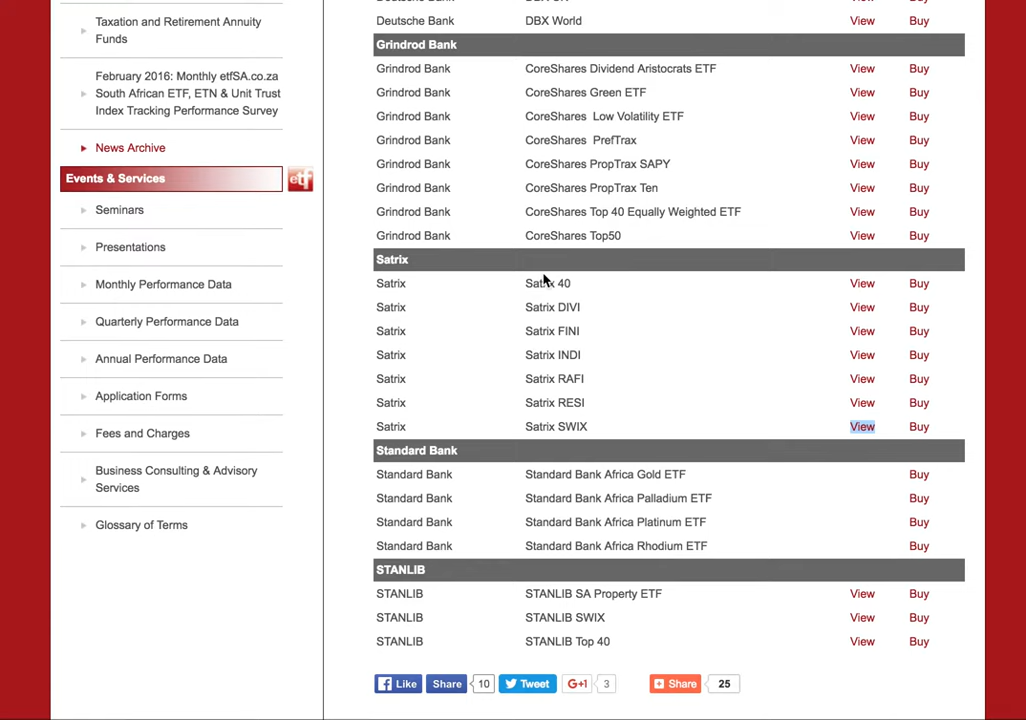 Taxation and Retirement Annuity
Funds
February 2016: Monthly etfSA.co.za
South African ETF, ETN & Unit Trust
Index Tracking Performance Survey
News Archive
Events & Services
etf
Seminars
Presentations
Monthly Performance Data
Quarterly Performance Data
Annual Performance Data
Application Forms
Fees and Charges
Business Consulting & Advisory
Services
Glossary of Terms
Deutsche Bank DBX World View Buy
Grindrod Bank
Grindrod Bank CoreShares Dividend Aristocrats ETF View Buy
Grindrod Bank CoreShares Green ETF View Buy
Grindrod Bank CoreShares Low Volatility ETF View Buy
Grindrod Bank CoreShares PrefTrax View Buy
Grindrod Bank CoreShares PropTrax SAPY View Buy
Grindrod Bank CoreShares PropTrax Ten View Buy
Grindrod Bank CoreShares Top 40 Equally Weighted ETF View Buy
Grindrod Bank CoreShares Top50 View Buy
Satrix
Satrix Satrix 40 View Buy
Satrix Satrix DIVI View Buy
Satrix Satrix FINI View Buy
Satrix Satrix INDI View Buy
Satrix Satrix RAFI View Buy
Satrix Satrix RESI View Buy
Satrix Satrix SWIX View Buy
Standard Bank
Standard Bank Standard Bank Africa Gold ETF Buy
Standard Bank Standard Bank Africa Palladium ETF Buy
Standard Bank Standard Bank Africa Platinum ETF Buy
Standard Bank Standard Bank Africa Rhodium ETF Buy
STANLIB
STANLIB STANLIB SA Property ETF View Buy
STANLIB STANLIB SWIX View Buy
STANLIB STANLIB Top 40 View Buy
Like Share 10 Tweet G+1 3 Share 25